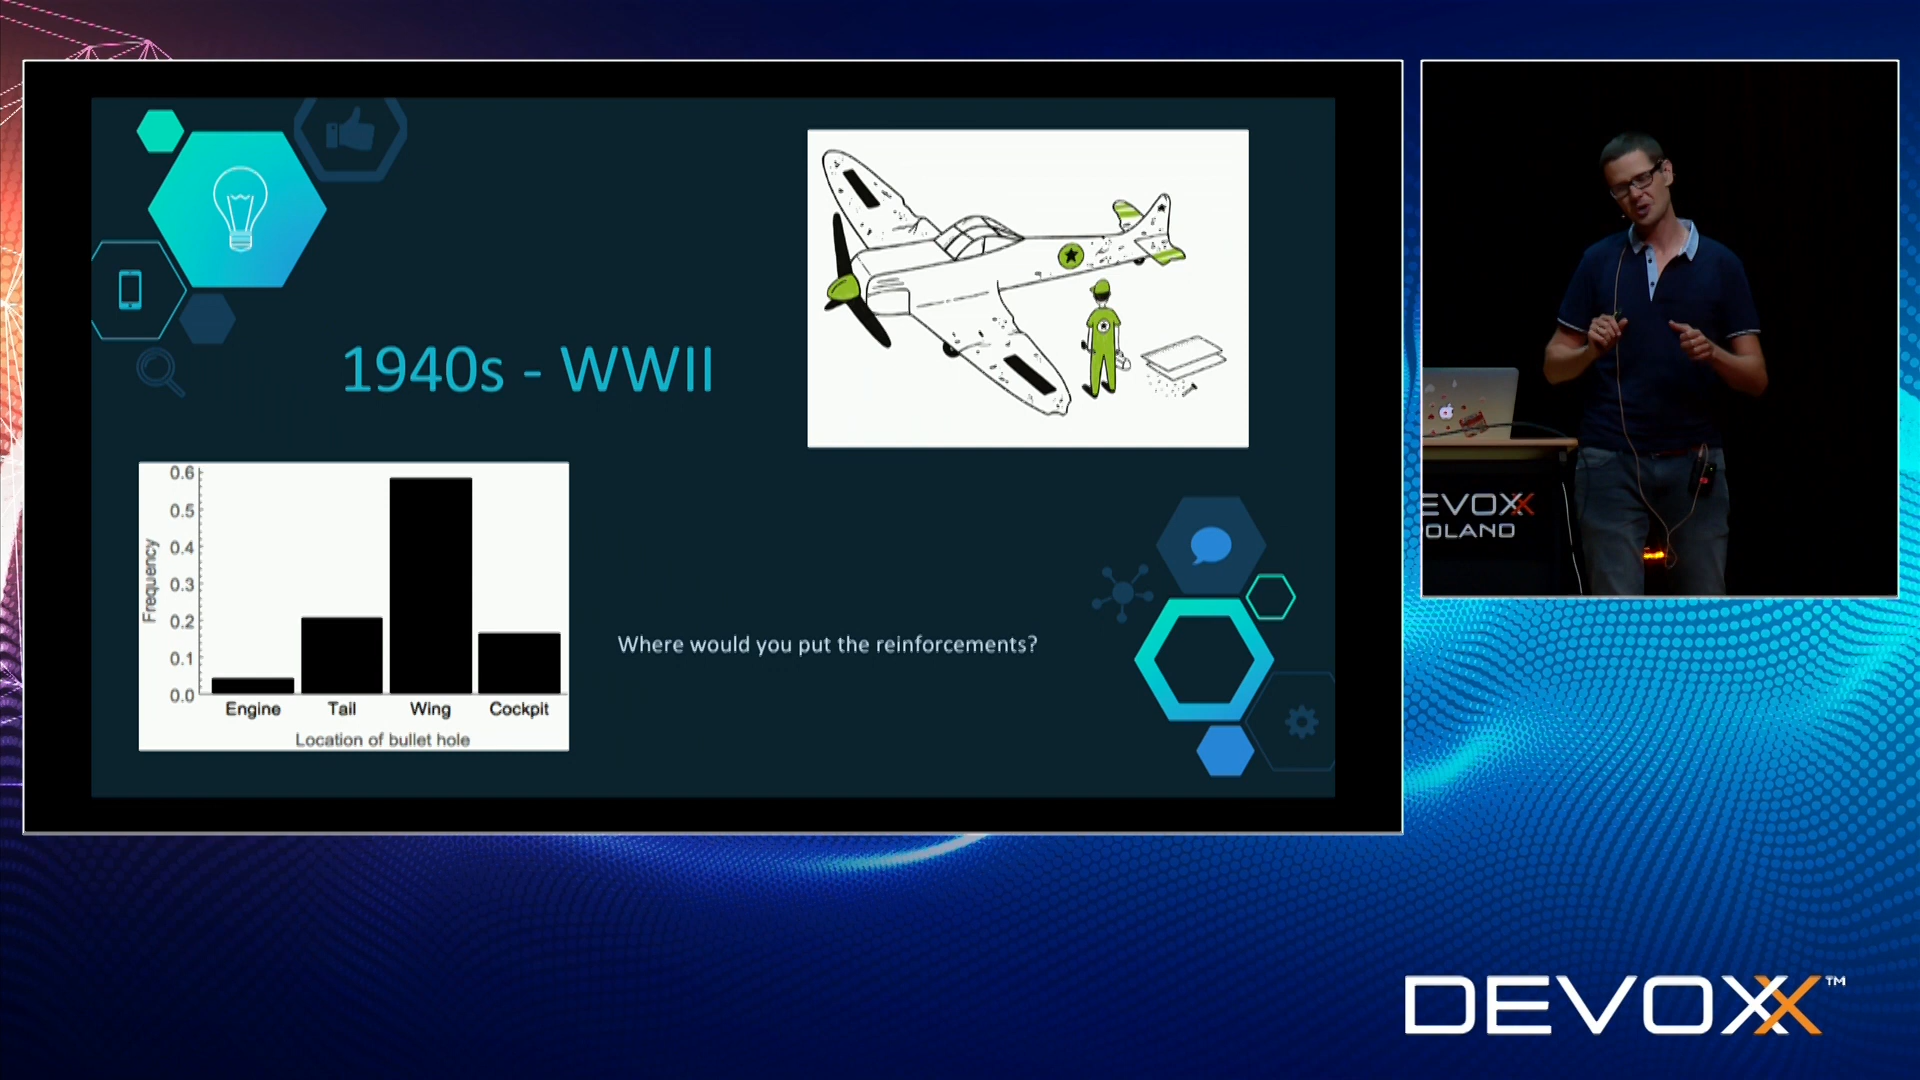 1940s - WWII
0.6
0.5
0.4
0.3
0.2
0.1
0.0
Frequency
Engine Tail Wing Cockpit
Location of bullet hole
Where would you put the reinforcements?
EVOXX
OLAND
DEVOXX™